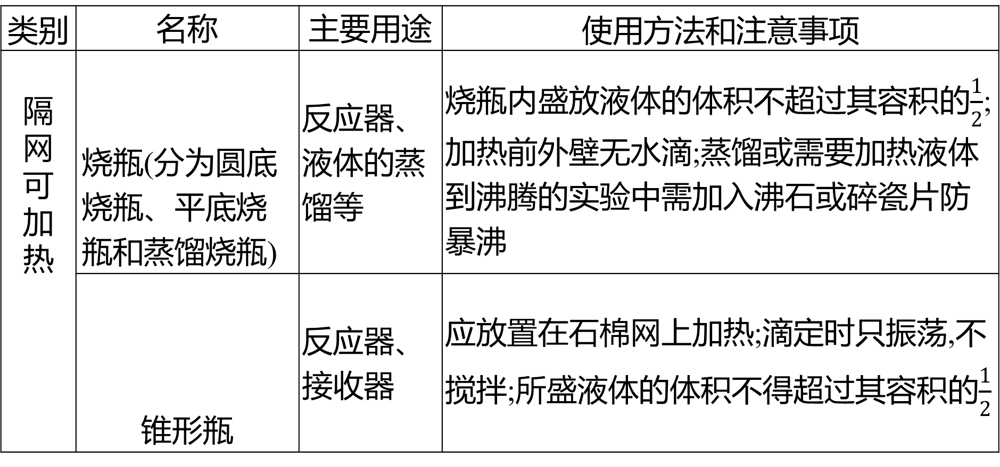 类别 名称 主要用途 使用方法和注意事项
隔
网
可
加
热
烧瓶(分为圆底
烧瓶、平底烧
瓶和蒸馏烧瓶)
反应器、
液体的蒸
馏等
烧瓶内盛放液体的体积不超过其容积的1/2;
加热前外壁无水滴;蒸馏或需要加热液体
到沸腾的实验中需加入沸石或碎瓷片防
暴沸
锥形瓶
反应器、
接收器
应放置在石棉网上加热;滴定时只振荡,不
搅拌;所盛液体的体积不得超过其容积的1/2